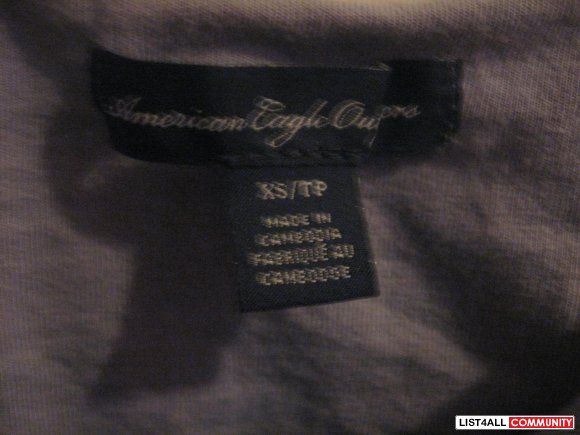 American Eagle
XS/TP
MADE IN
CAMBODIA
FABRIQUÉ AU
CAMBODGE
LIST4ALL COMMUNITY